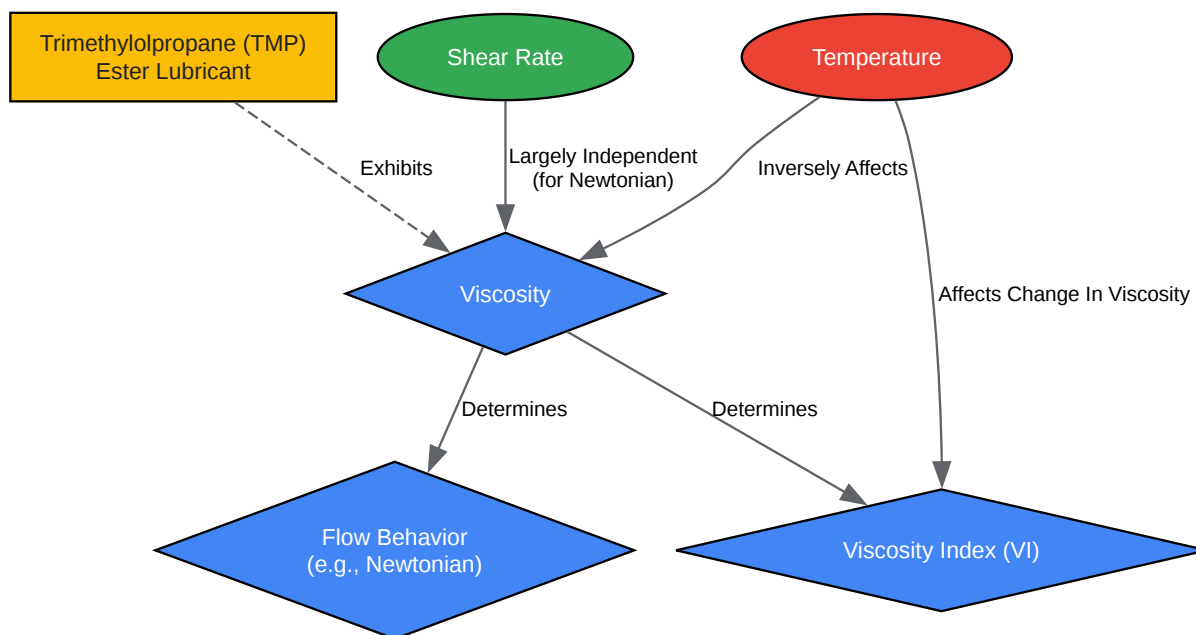 Trimethylolpropane (TMP)
Ester Lubricant
Shear Rate
Temperature
Exhibits
Largely Independent
(for Newtonian)
Inversely Affects
Viscosity
Affects Change In Viscosity
Determines
Determines
Flow Behavior
(e.g., Newtonian)
Viscosity Index (VI)